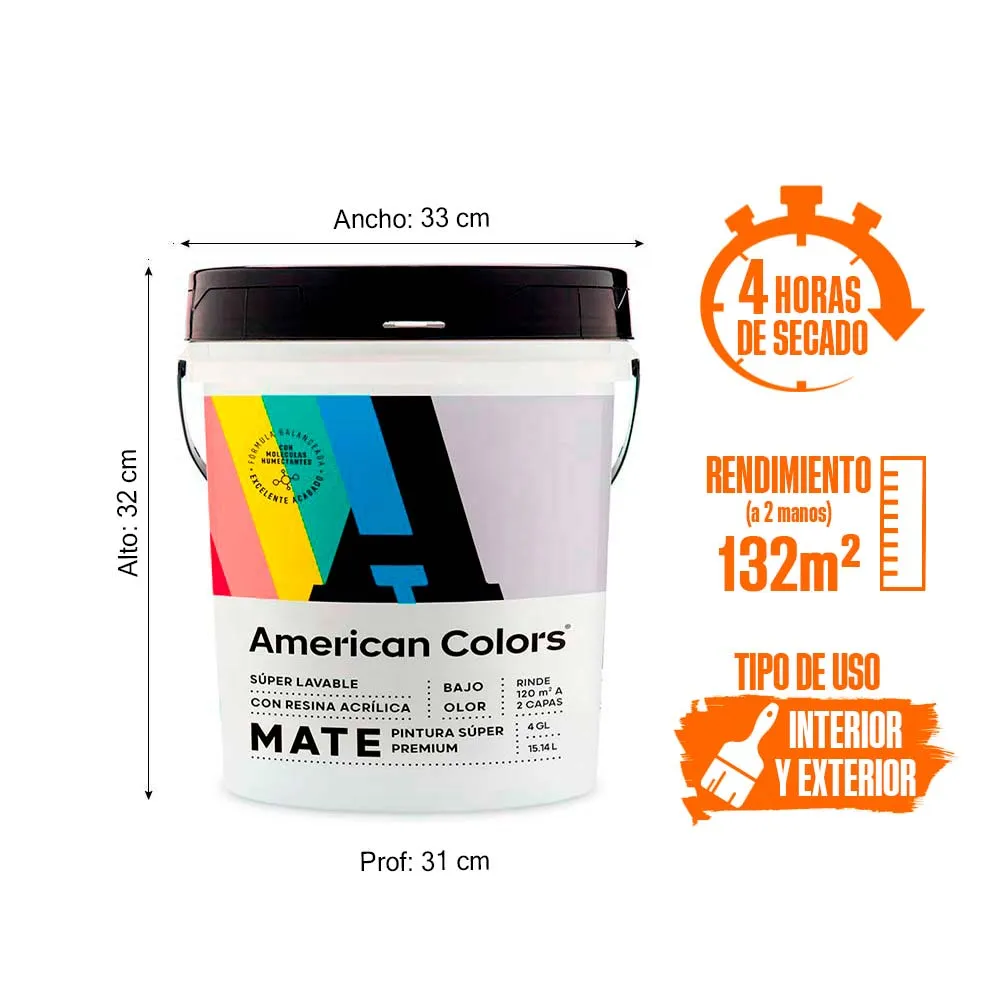 Ancho: 33 cm
Alto: 32 cm
Prof: 31 cm
FÓRMULA BALANCEADA
CON
MOLÉCULAS
HUMECTANTES
EXCELENTE ACABADO
American Colors®
SÚPER LAVABLE
CON RESINA ACRÍLICA
BAJO
OLOR
RINDE
120 m² A
2 CAPAS
MATE
PINTURA SÚPER
PREMIUM
4 GL
15.14 L
4 HORAS
DE SECADO
RENDIMIENTO
(a 2 manos)
132m²
TIPO DE USO
INTERIOR
Y EXTERIOR